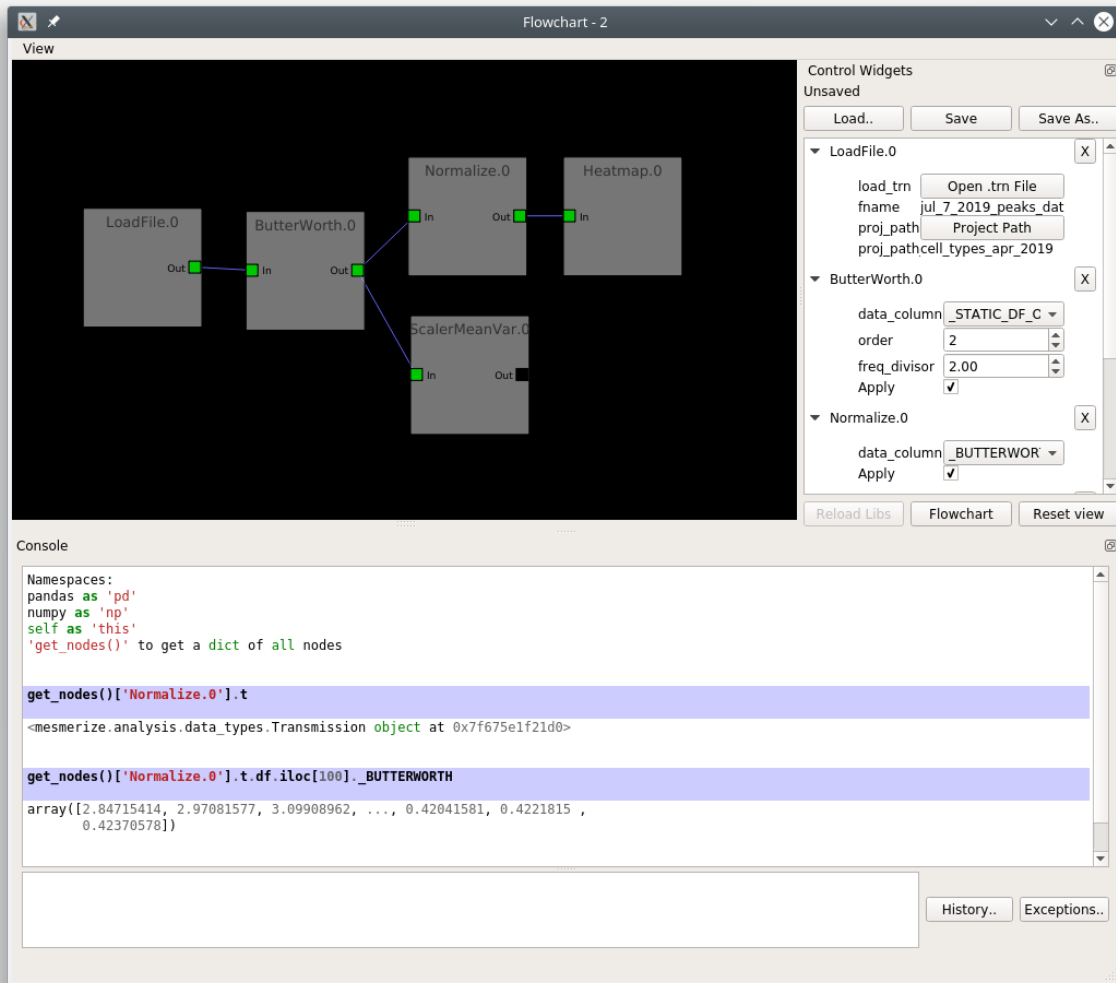 Flowchart - 2
View
LoadFile.0
Out
ButterWorth.0
In
Out
Normalize.0
In
Out
Heatmap.0
In
ScalerMeanVar.0
In
Out
Control Widgets
Unsaved
Load..
Save
Save As..
LoadFile.0
X
load_trn Open .trn File
fname jul_7_2019_peaks_dat
proj_path Project Path
proj_path cell_types_apr_2019
ButterWorth.0
X
data_column _STATIC_DF_O
order 2
freq_divisor 2.00
Apply
Normalize.0
X
data_column _BUTTERWOR
Apply
Reload Libs
Flowchart
Reset view
Console
Namespaces:
pandas as 'pd'
numpy as 'np'
self as 'this'
'get_nodes()' to get a dict of all nodes
get_nodes()['Normalize.0'].t
<mesmerize.analysis.data_types.Transmission object at 0x7f675e1f21d0>
get_nodes()['Normalize.0'].t.df.iloc[100]._BUTTERWORTH
array([2.84715414, 2.97081577, 3.09908962, ..., 0.42041581, 0.4221815 ,
0.42370578])
History..
Exceptions..